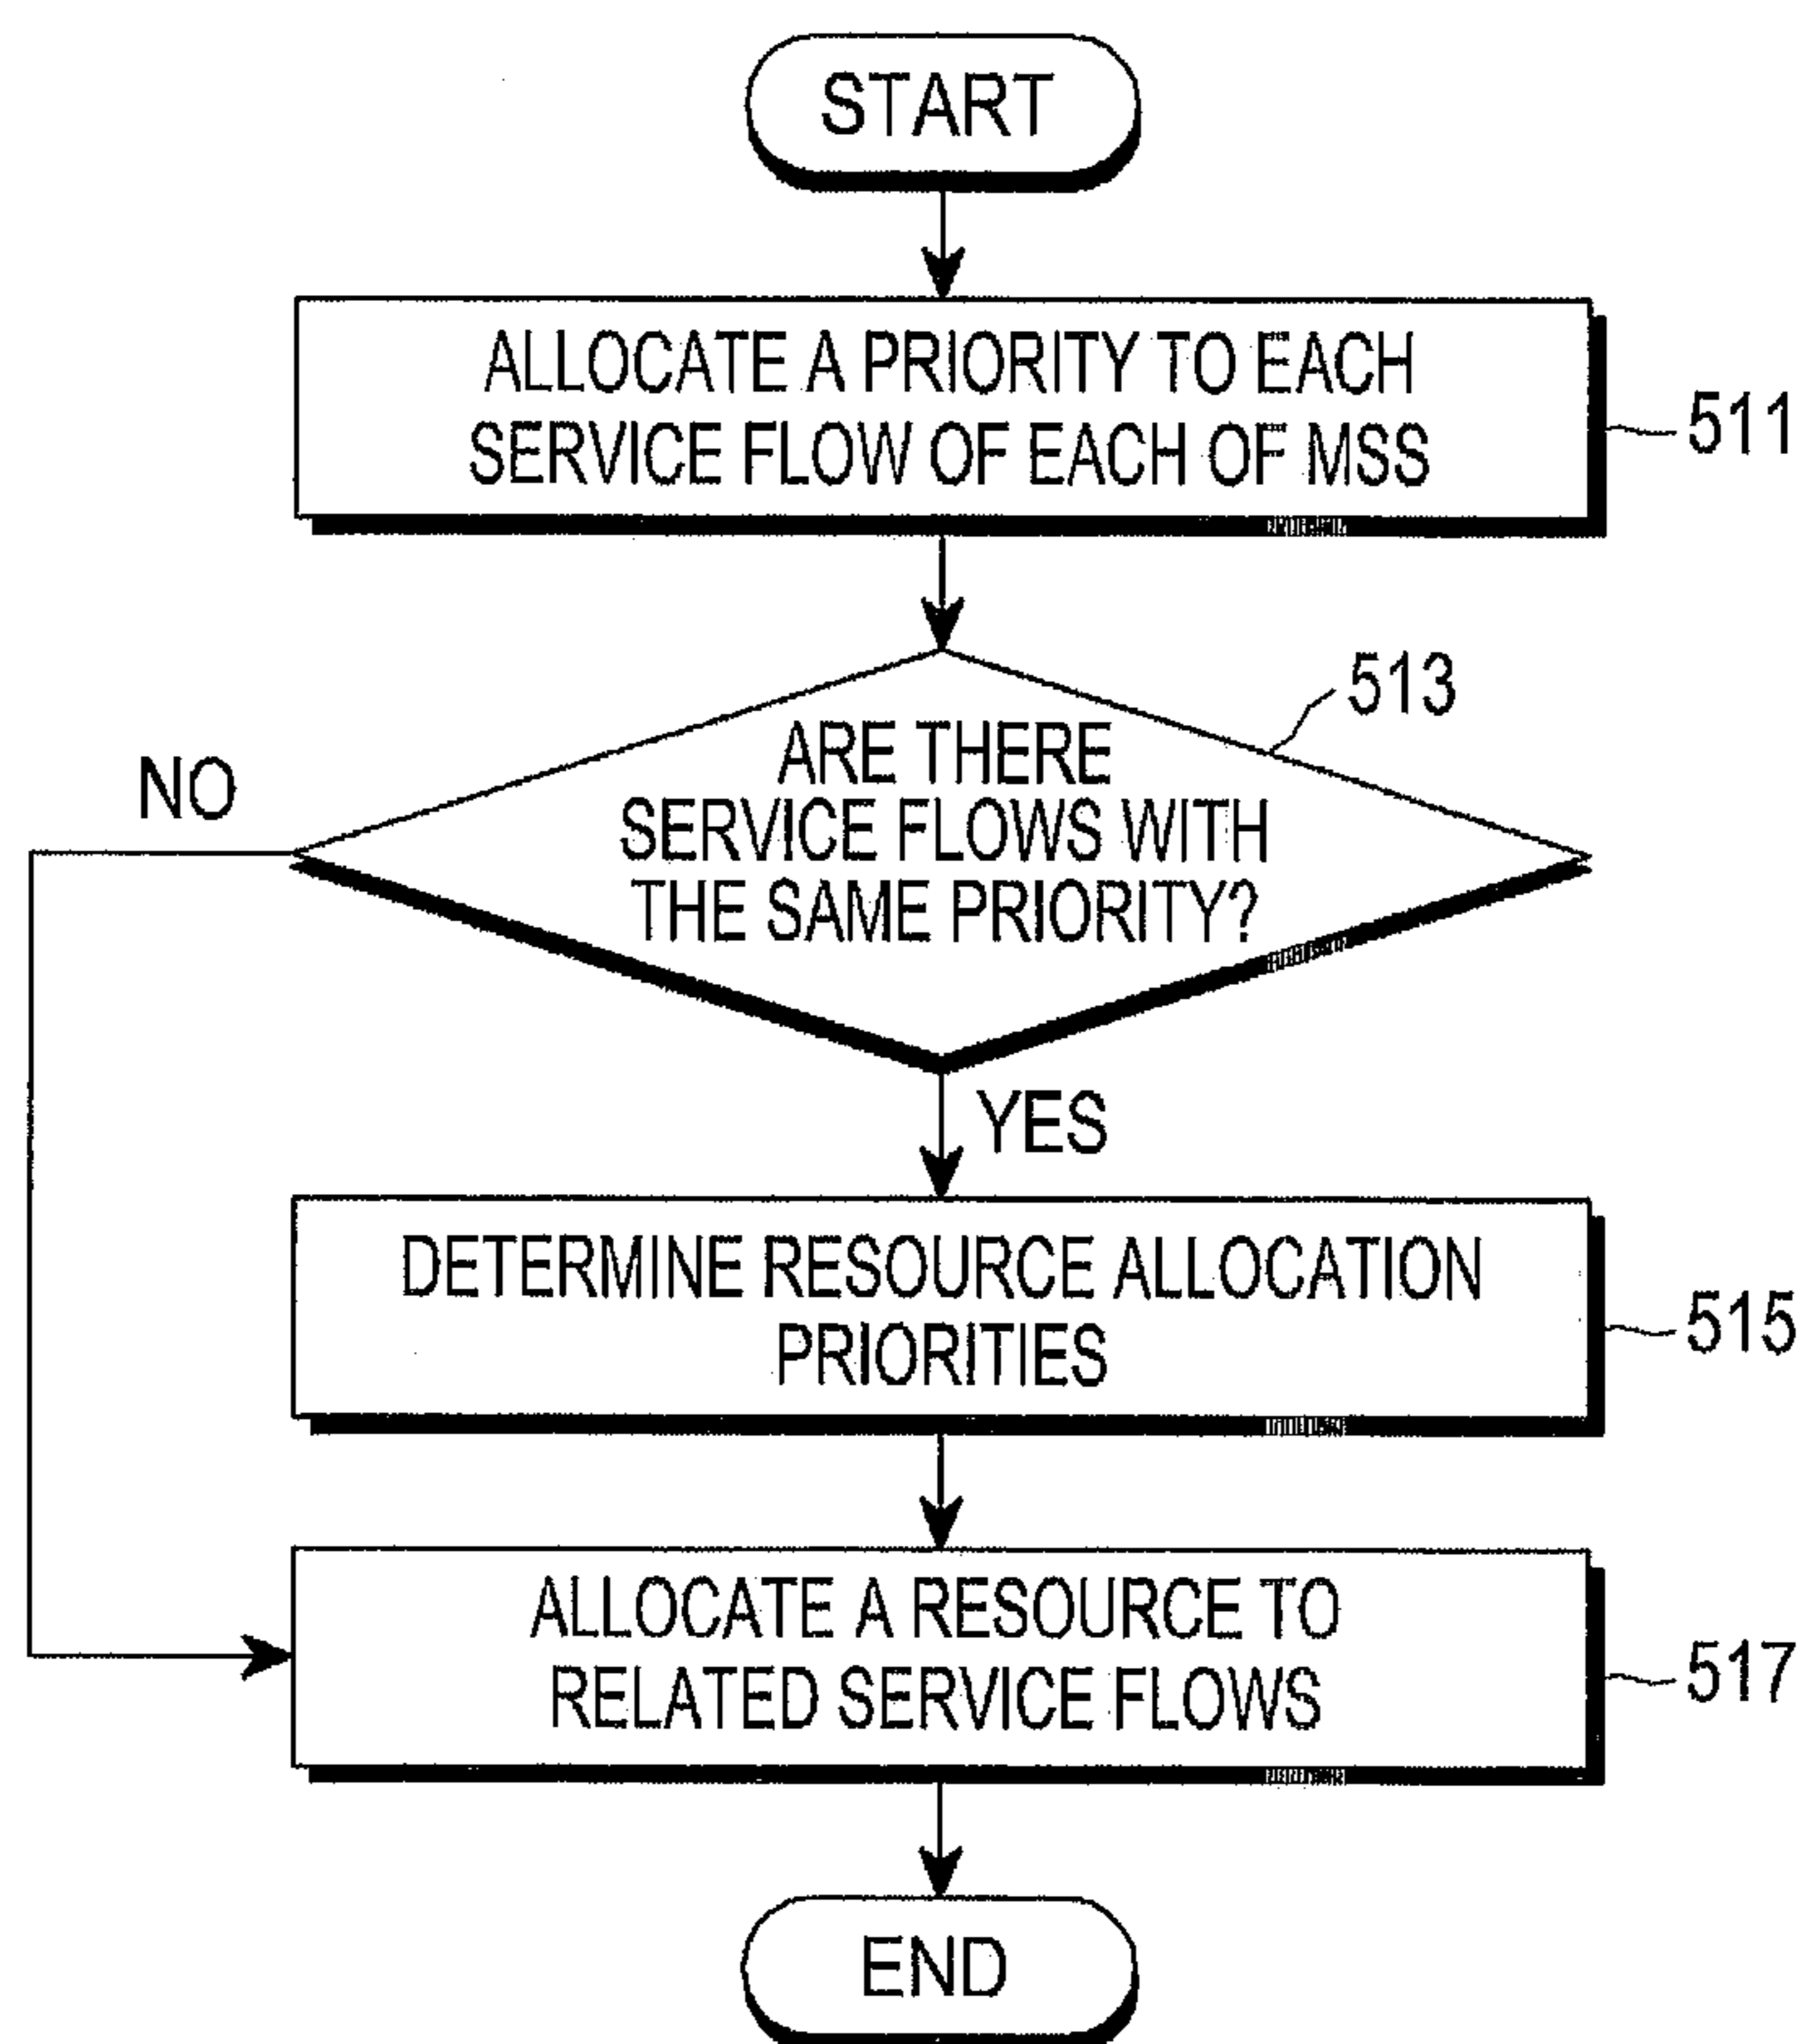 START
ALLOCATE A PRIORITY TO EACH
SERVICE FLOW OF EACH OF MSS
511
513
ARE THERE
SERVICE FLOWS WITH
THE SAME PRIORITY?
NO
YES
DETERMINE RESOURCE ALLOCATION
PRIORITIES
515
ALLOCATE A RESOURCE TO
RELATED SERVICE FLOWS
517
END